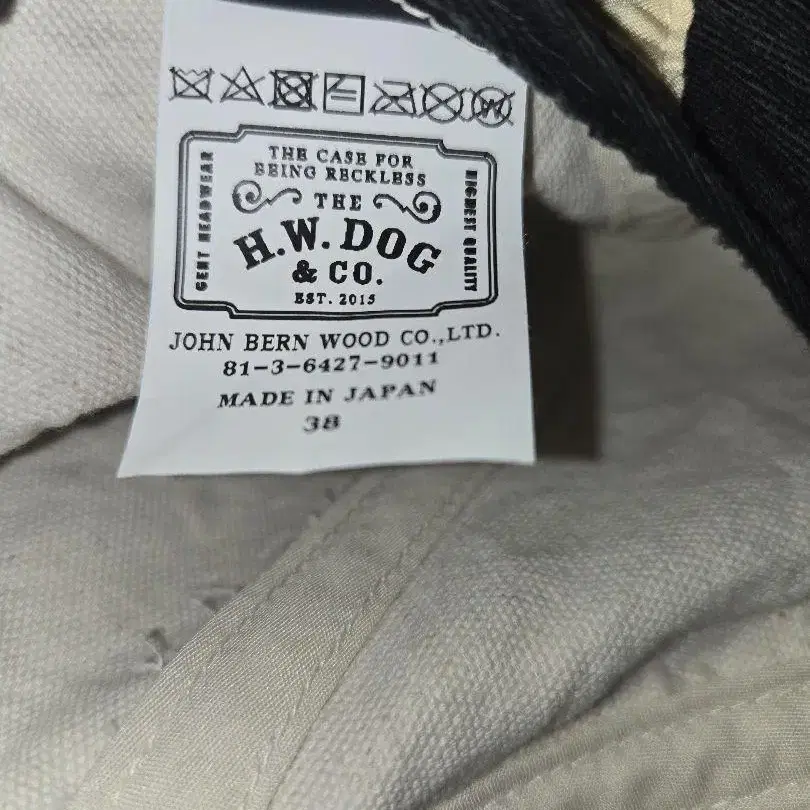 THE CASE FOR
BEING RECKLESS
THE
H.W. DOG
& CO.
EST. 2015
GENT HEADWEAR
HIGHEST QUALITY
JOHN BERN WOOD CO.,LTD.
81-3-6427-9011
MADE IN JAPAN
38